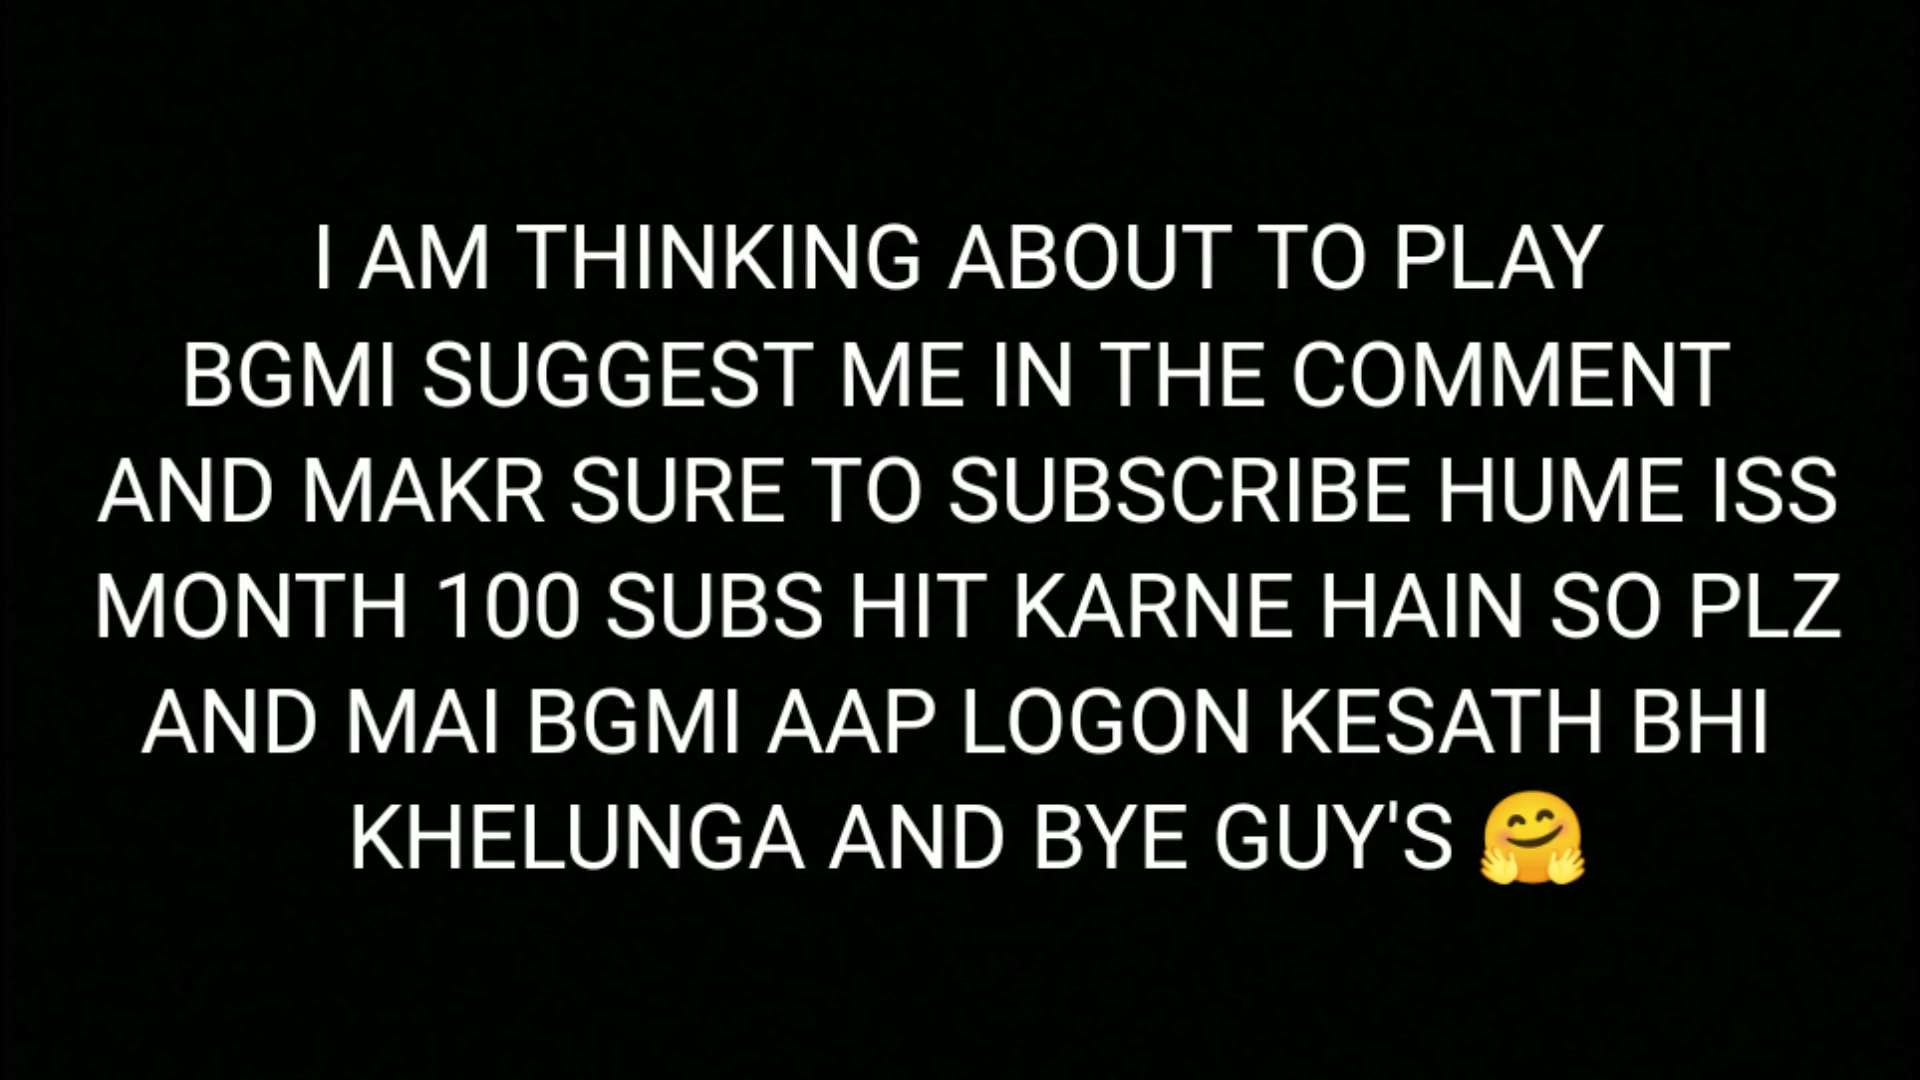 I AM THINKING ABOUT TO PLAY
BGMI SUGGEST ME IN THE COMMENT
AND MAKR SURE TO SUBSCRIBE HUME ISS
MONTH 100 SUBS HIT KARNE HAIN SO PLZ
AND MAI BGMI AAP LOGON KESATH BHI
KHELUNGA AND BYE GUY'S 🤗